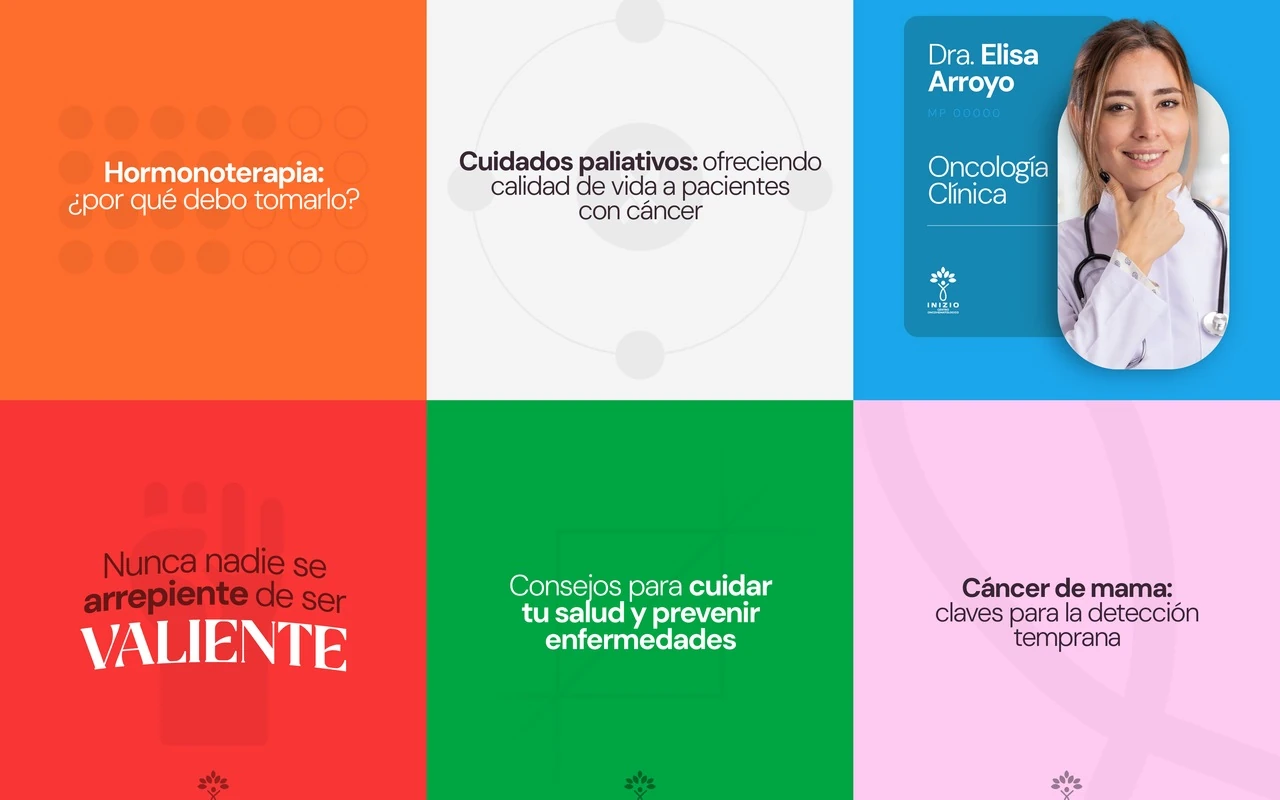 Hormonoterapia:
¿por qué debo tomarlo?
Cuidados paliativos: ofreciendo
calidad de vida a pacientes
con cáncer
Dra. Elisa
Arroyo
MP 00000
Oncología
Clínica
INIZIO
Nunca nadie se
arrepiente de ser
VALIENTE
Consejos para cuidar
tu salud y prevenir
enfermedades
Cáncer de mama:
claves para la detección
temprana